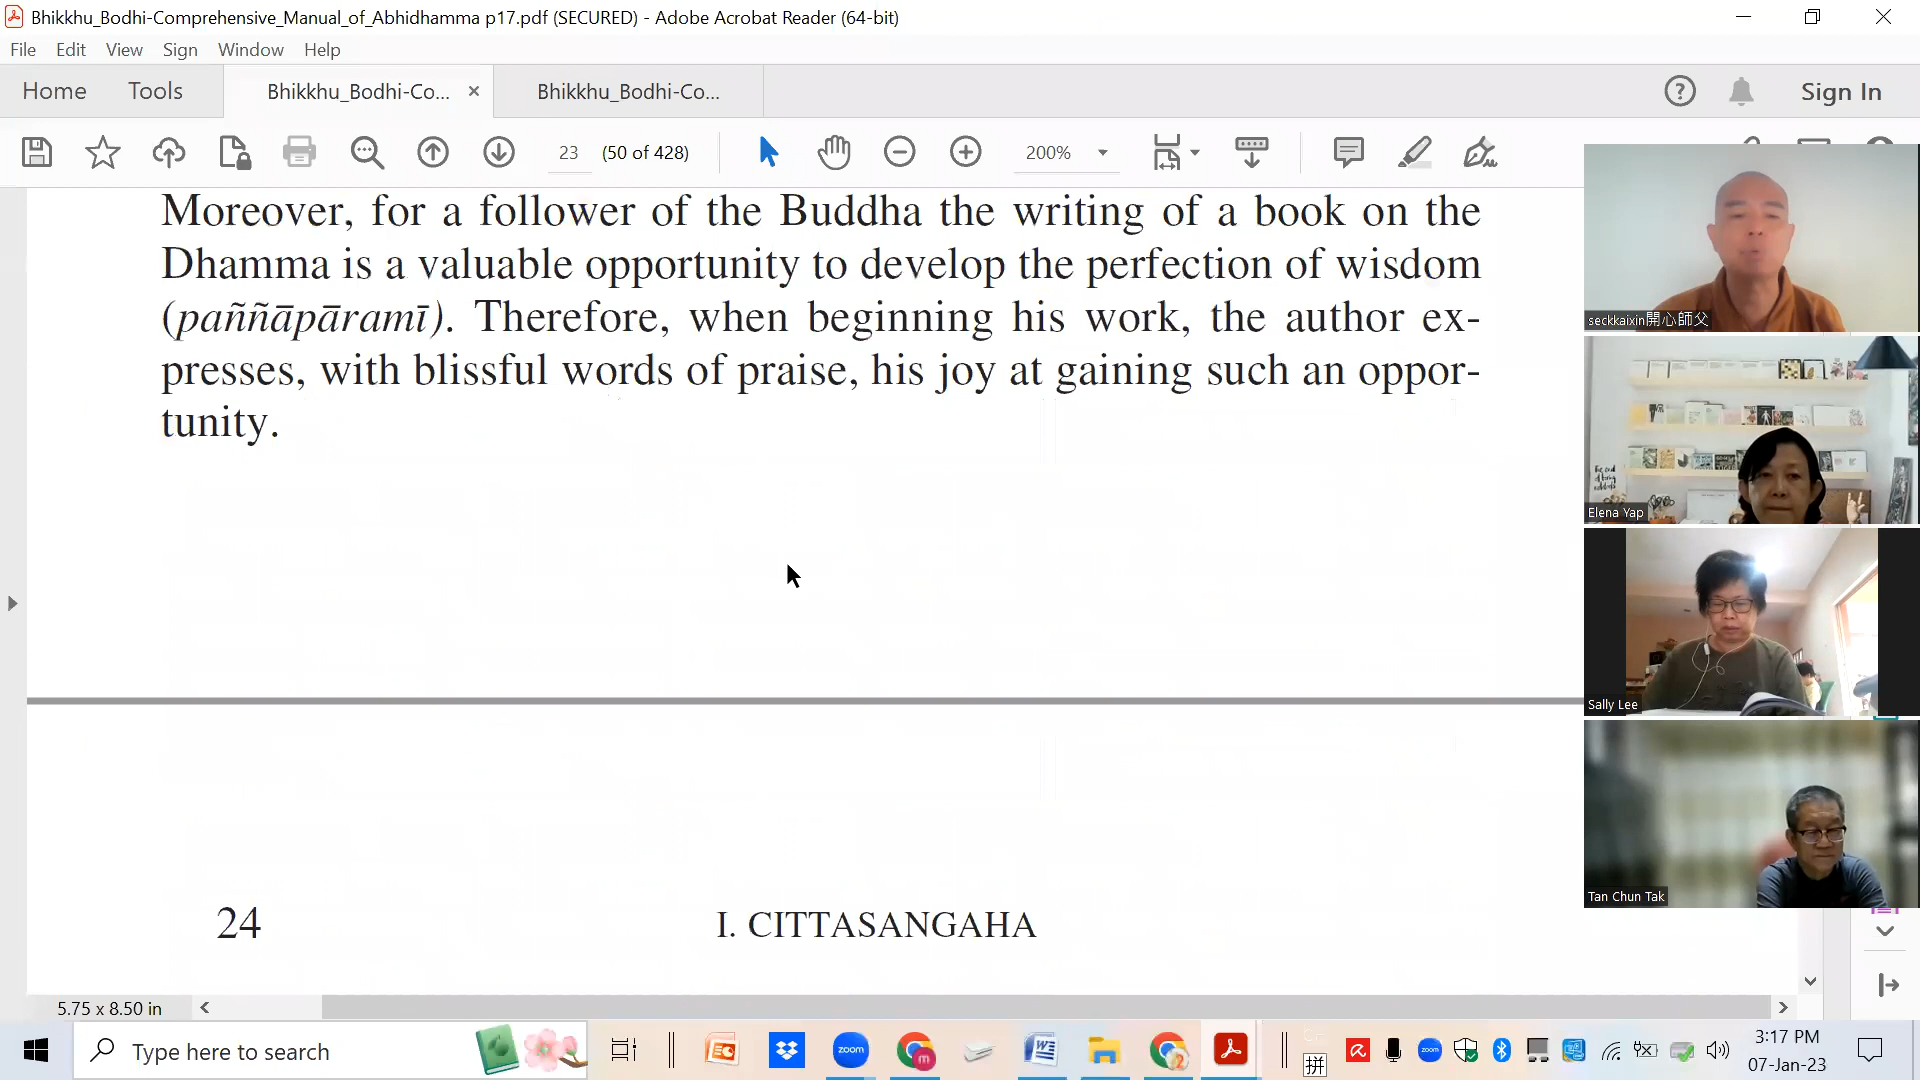 Bhikkhu_Bodhi-Comprehensive_Manual_of_Abhidhamma p17.pdf (SECURED) - Adobe Acrobat Reader (64-bit)
File Edit View Sign Window Help
Home Tools Bhikkhu_Bodhi-Co... × Bhikkhu_Bodhi-Co... Sign In
23 (50 of 428) 200%
Moreover, for a follower of the Buddha the writing of a book on the
Dhamma is a valuable opportunity to develop the perfection of wisdom
(paññāpāramī). Therefore, when beginning his work, the author ex-
presses, with blissful words of praise, his joy at gaining such an oppor-
tunity.
24 I. CITTASANGAHA
seckkaixin開心師父
Elena Yap
Sally Lee
Tan Chun Tak
5.75 x 8.50 in
Type here to search
zoom
zoom
拼
3:17 PM
07-Jan-23